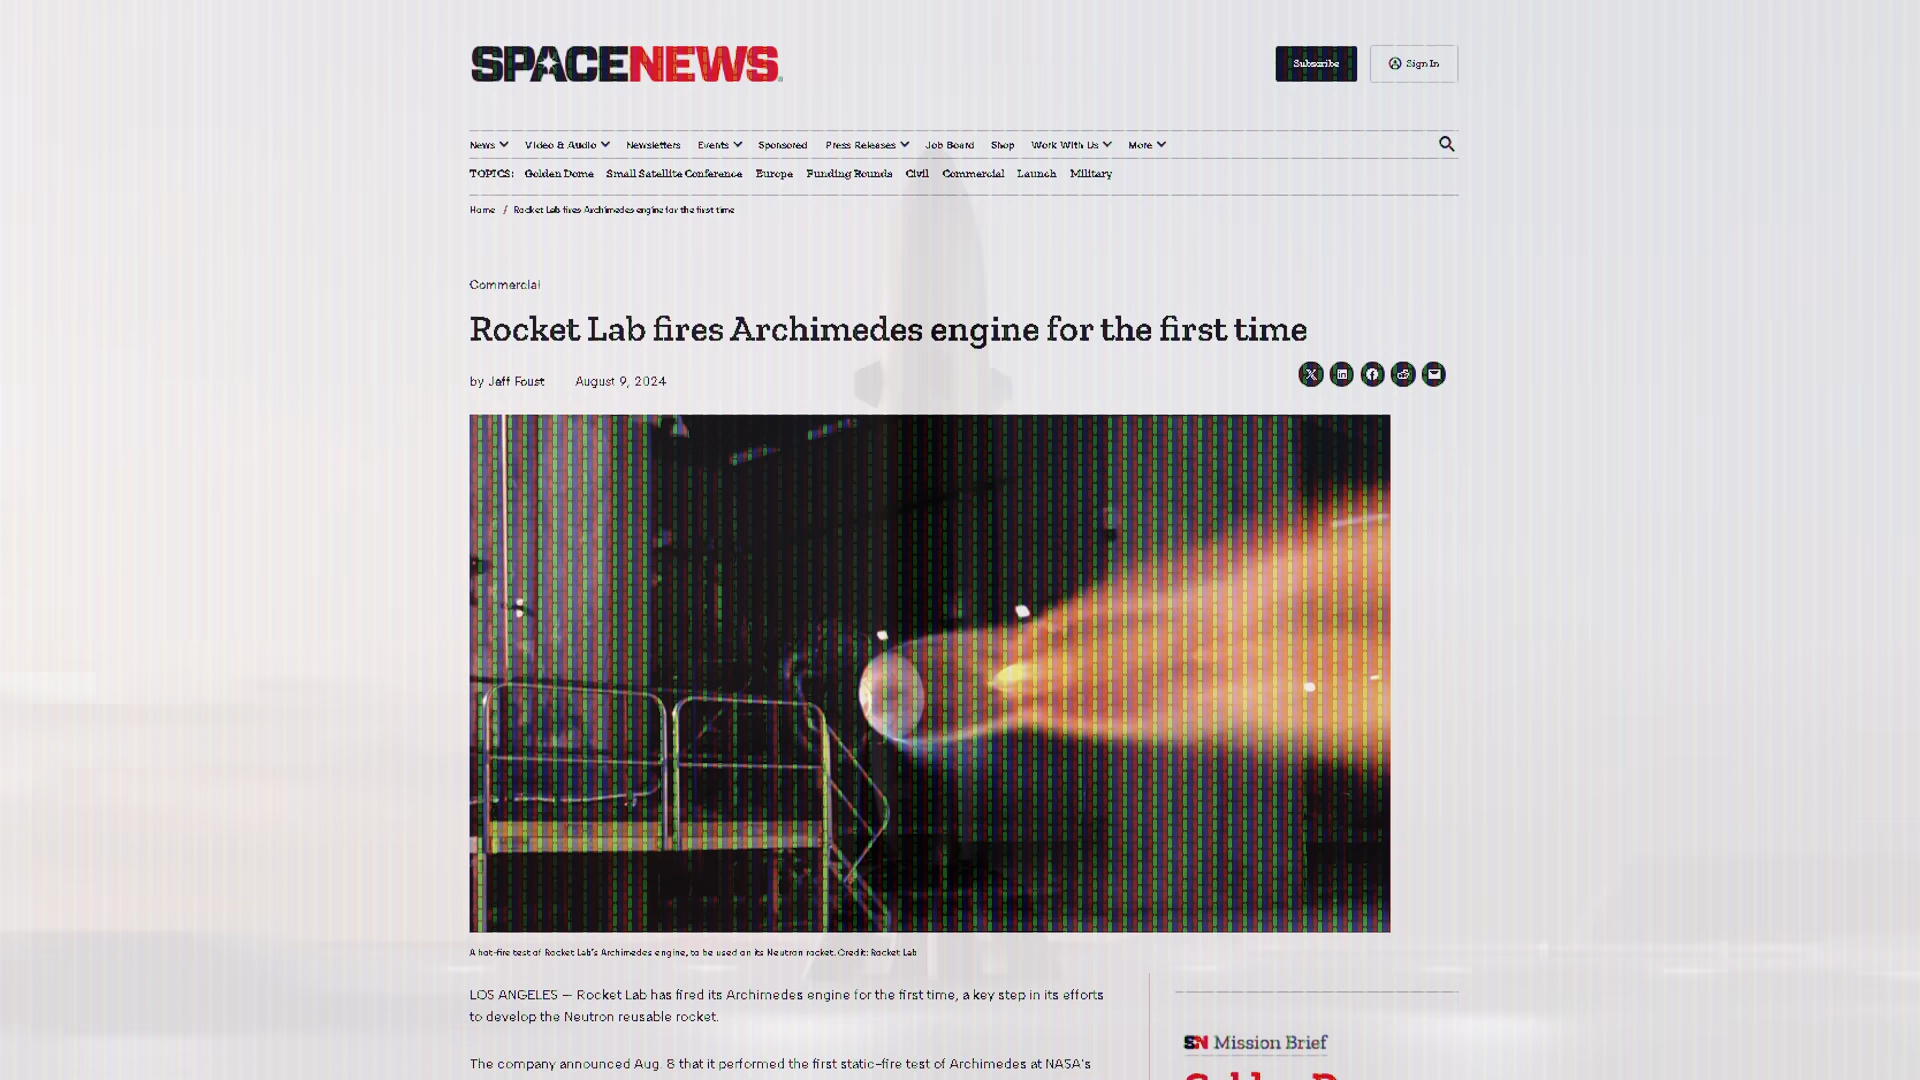 SPACENEWS
Subscribe
Sign In
News Video & Audio Newsletters Events Sponsored Press Releases Job Board Shop Work With Us More
TOPICS: Golden Dome Small Satellite Conference Europe Funding Rounds Civil Commercial Launch Military
Home / Rocket Lab fires Archimedes engine for the first time
Commercial
Rocket Lab fires Archimedes engine for the first time
by Jeff Foust August 9, 2024
A hot-fire test of Rocket Lab's Archimedes engine, to be used on its Neutron rocket. Credit: Rocket Lab
LOS ANGELES — Rocket Lab has fired its Archimedes engine for the first time, a key step in its efforts
to develop the Neutron reusable rocket.
The company announced Aug. 8 that it performed the first static-fire test of Archimedes at NASA's
SN Mission Brief